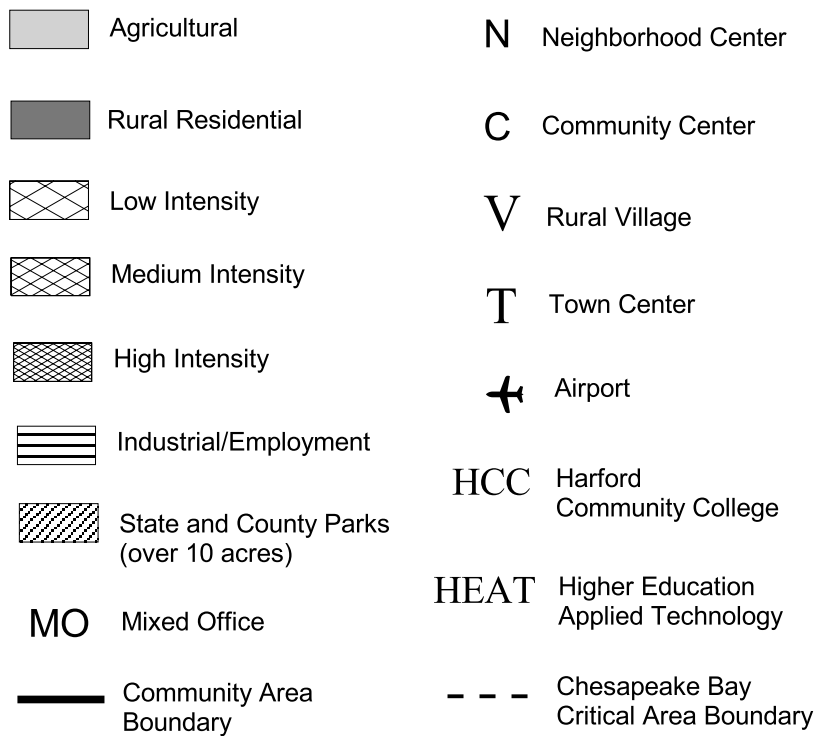 Agricultural
Rural Residential
Low Intensity
Medium Intensity
High Intensity
Industrial/Employment
State and County Parks
(over 10 acres)
MO Mixed Office
Community Area
Boundary
N Neighborhood Center
C Community Center
V Rural Village
T Town Center
Airport
HCC Harford
Community College
HEAT Higher Education
Applied Technology
Chesapeake Bay
Critical Area Boundary